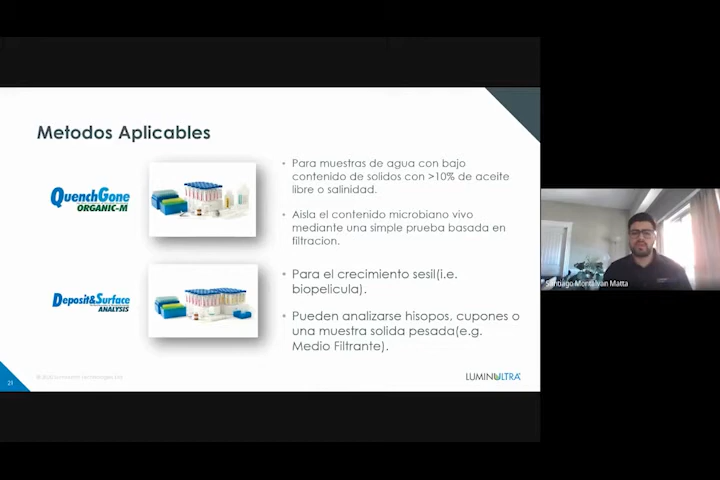 Metodos Aplicables
QuenchGone
ORGANIC-M
• Para muestras de agua con bajo
contenido de solidos con >10% de aceite
libre o salinidad.
• Aisla el contenido microbiano vivo
mediante una simple prueba basada en
filtracion.
Deposit&Surface
ANALYSIS
• Para el crecimiento sesil(i.e.
biopelicula).
• Pueden analizarse hisopos, cupones o
una muestra solida pesada(e.g.
Medio Filtrante).
23
LUMINULTRA
Santiago Montalvan Matta